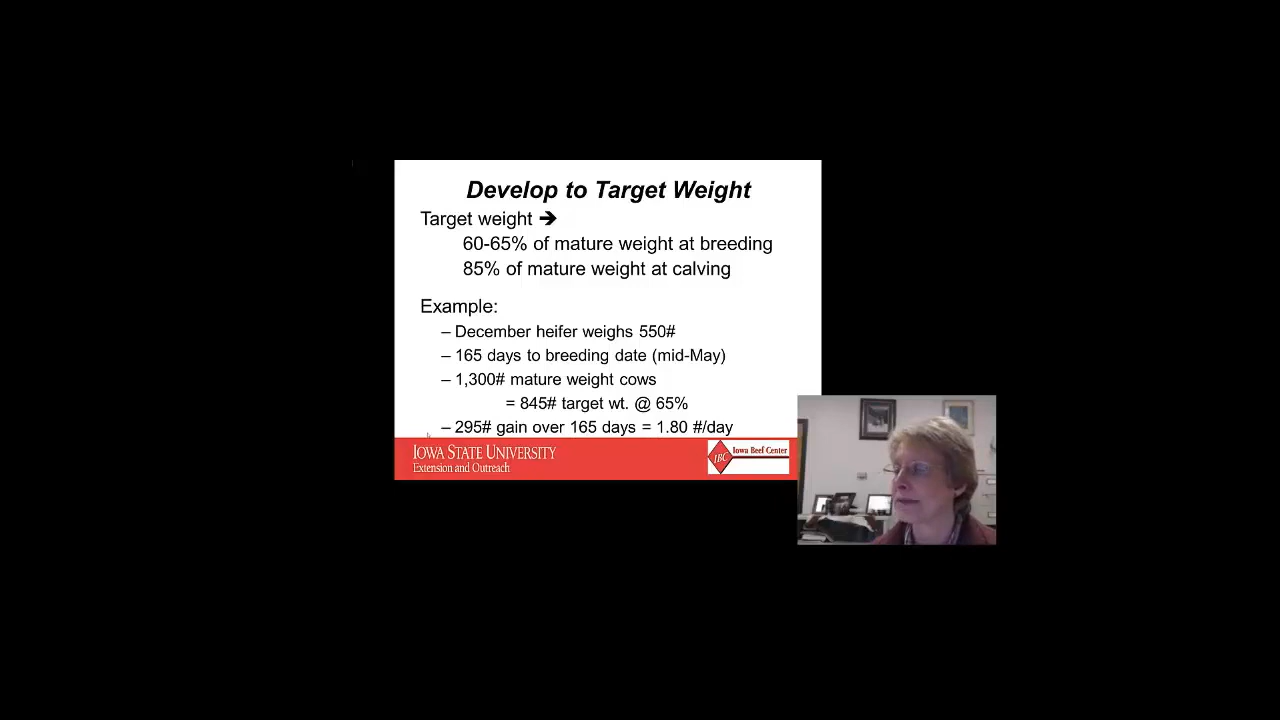 Develop to Target Weight
Target weight ➔
60-65% of mature weight at breeding
85% of mature weight at calving
Example:
– December heifer weighs 550#
– 165 days to breeding date (mid-May)
– 1,300# mature weight cows
= 845# target wt. @ 65%
– 295# gain over 165 days = 1.80 #/day
IOWA STATE UNIVERSITY
Extension and Outreach
IBC Iowa Beef Center